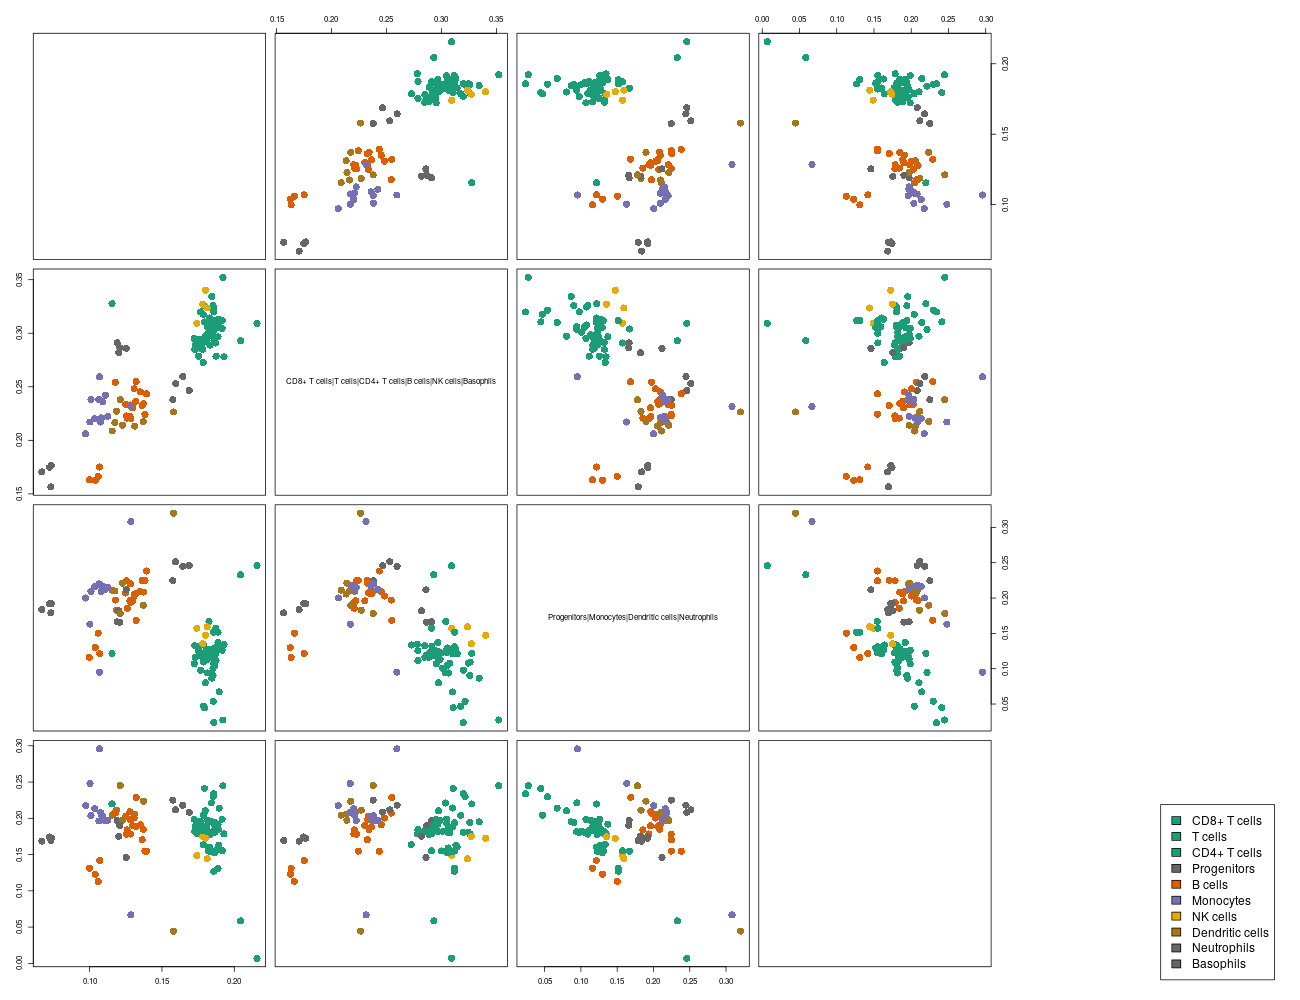 0.15 0.20 0.25 0.30 0.35
0.00 0.05 0.10 0.15 0.20 0.25 0.30
0.10 0.15 0.20
0.15 0.20 0.25 0.30 0.35
CD8+ T cells|T cells|CD4+ T cells|B cells|NK cells|Basophils
Progenitors|Monocytes|Dendritic cells|Neutrophils
0.05 0.10 0.15 0.20 0.25 0.30
0.00 0.05 0.10 0.15 0.20 0.25 0.30
0.10 0.15 0.20
0.05 0.10 0.15 0.20 0.25 0.30
CD8+ T cells
T cells
CD4+ T cells
Progenitors
B cells
Monocytes
NK cells
Dendritic cells
Neutrophils
Basophils